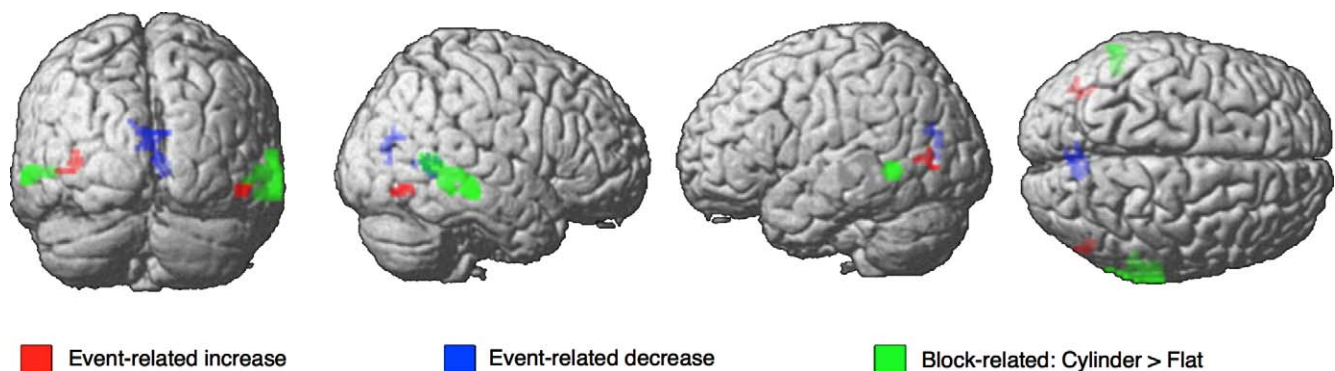 Event-related increase
Event-related decrease
Block-related: Cylinder > Flat